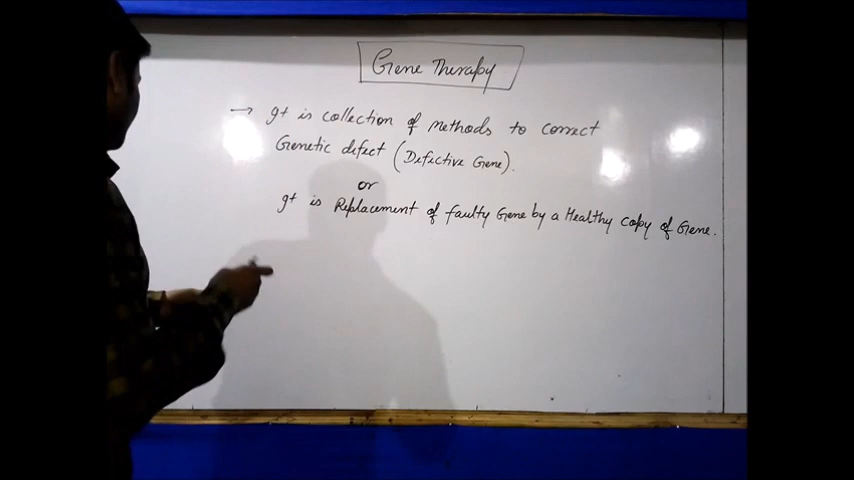 Gene Therapy
→ It is collection of methods to correct
Genetic defect (Defective Gene).
or
It is Replacement of faulty Gene by a Healthy copy of Gene.